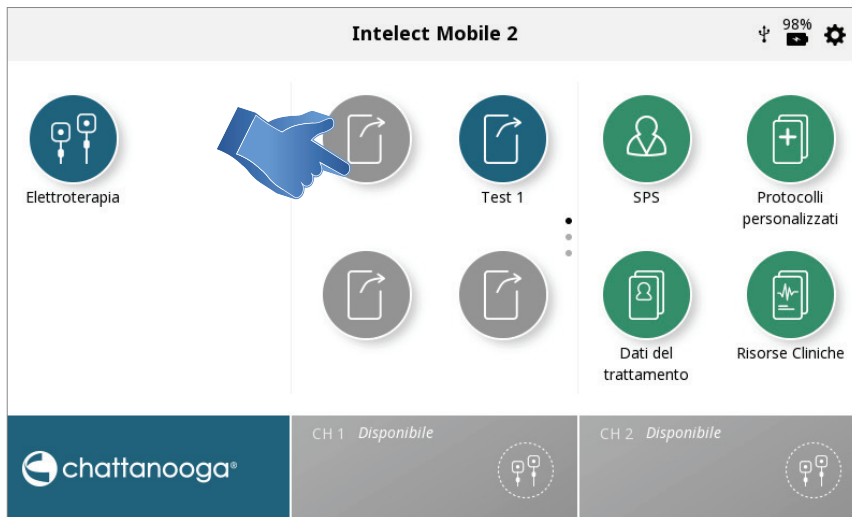 Intelect Mobile 2
98%
Elettroterapia
Test 1
SPS
Protocolli
personalizzati
Dati del
trattamento
Risorse Cliniche
chattanooga®
CH 1 Disponibile
CH 2 Disponibile